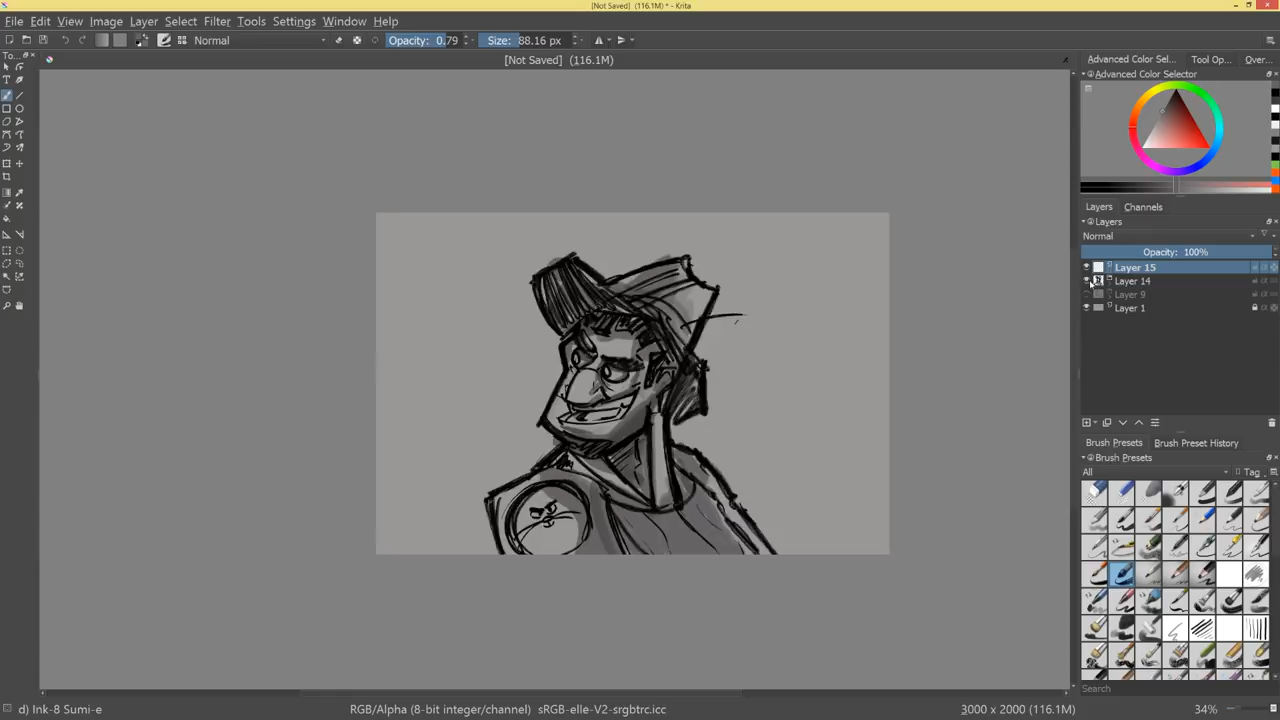 [Not Saved] (116.1M) * - Krita
File Edit View Image Layer Select Filter Tools Settings Window Help
Normal Opacity: 0.79 Size: 88.16 px
To...
[Not Saved] (116.1M)
Advanced Color Sel... Tool Op... Over...
Advanced Color Selector
Layers Channels
Layers
Normal
Opacity: 100%
Layer 15
Layer 14
Layer 9
Layer 1
Brush Presets Brush Preset History
Brush Presets
All Tag
Search
d) Ink-8 Sumi-e RGB/Alpha (8-bit integer/channel) sRGB-elle-V2-srgbtrc.icc 3000 x 2000 (116.1M) 34%